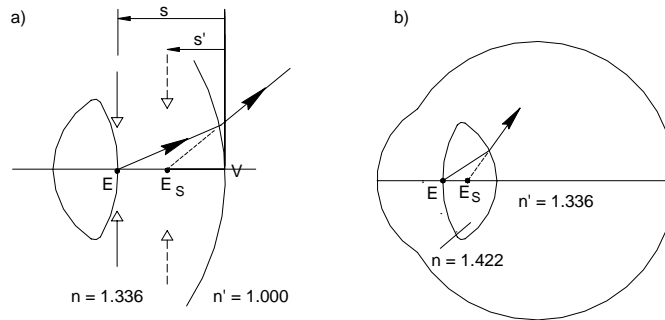 a)
s
s'
E
E S
V
n = 1.336
n' = 1.000
b)
E
E S
n' = 1.336
n = 1.422